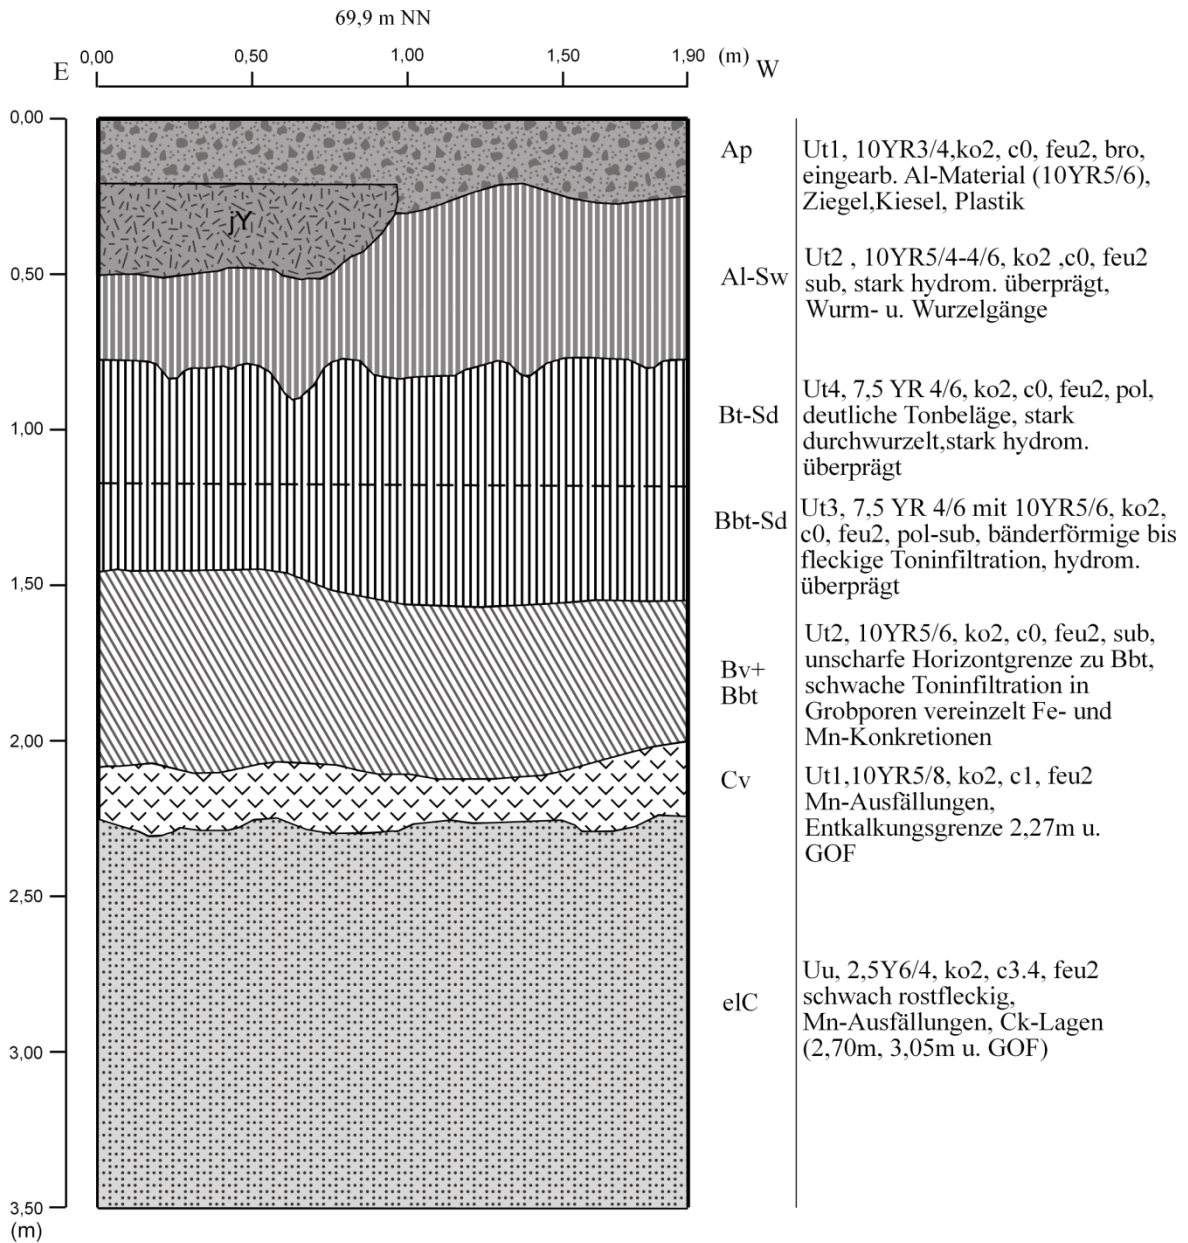 69,9 m NN
E 0,00 0,50 1,00 1,50 1,90 (m) W
0,00
Ap
Ut1, 10YR3/4,ko2, c0, feu2, bro,
eingearb. Al-Material (10YR5/6),
Ziegel,Kiesel, Plastik
jY
0,50
Al-Sw
Ut2 , 10YR5/4-4/6, ko2 ,c0, feu2
sub, stark hydrom. überprägt,
Wurm- u. Wurzelgänge
1,00
Bt-Sd
Ut4, 7,5 YR 4/6, ko2, c0, feu2, pol,
deutliche Tonbeläge, stark
durchwurzelt,stark hydrom.
überprägt
Bbt-Sd
Ut3, 7,5 YR 4/6 mit 10YR5/6, ko2,
c0, feu2, pol-sub, bänderförmige bis
fleckige Toninfiltration, hydrom.
überprägt
1,50
Bv+
Bbt
Ut2, 10YR5/6, ko2, c0, feu2, sub,
unscharfe Horizontgrenze zu Bbt,
schwache Toninfiltration in
Grobporen vereinzelt Fe- und
Mn-Konkretionen
2,00
Cv
Ut1,10YR5/8, ko2, c1, feu2
Mn-Ausfällungen,
Entkalkungsgrenze 2,27m u.
GOF
2,50
elC
Uu, 2,5Y6/4, ko2, c3.4, feu2
schwach rostfleckig,
Mn-Ausfällungen, Ck-Lagen
(2,70m, 3,05m u. GOF)
3,00
3,50
(m)